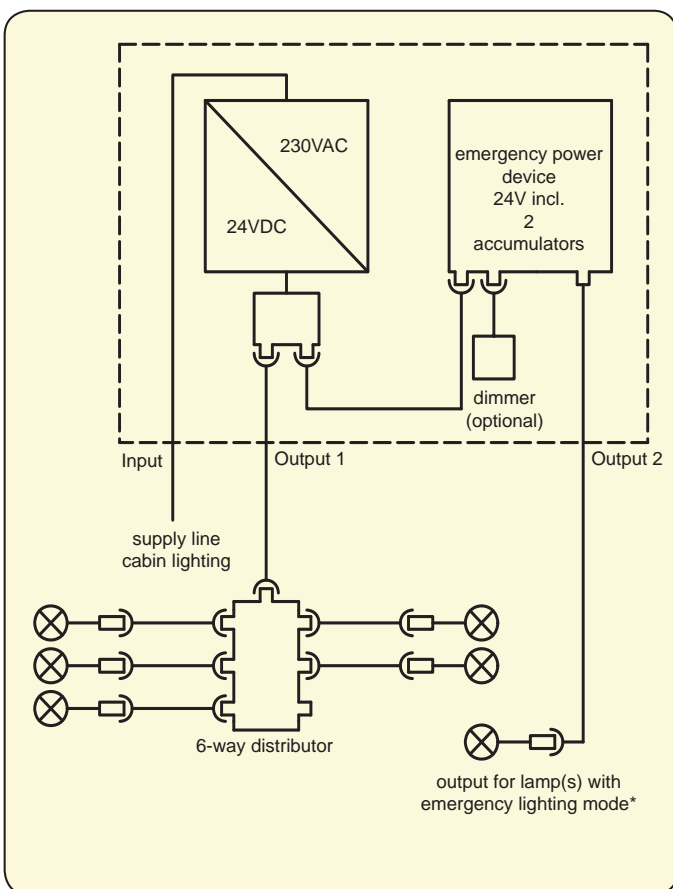 230VAC
24VDC
emergency power
device
24V incl.
2
accumulators
dimmer
(optional)
Input
Output 1
Output 2
supply line
cabin lighting
6-way distributor
output for lamp(s) with
emergency lighting mode*